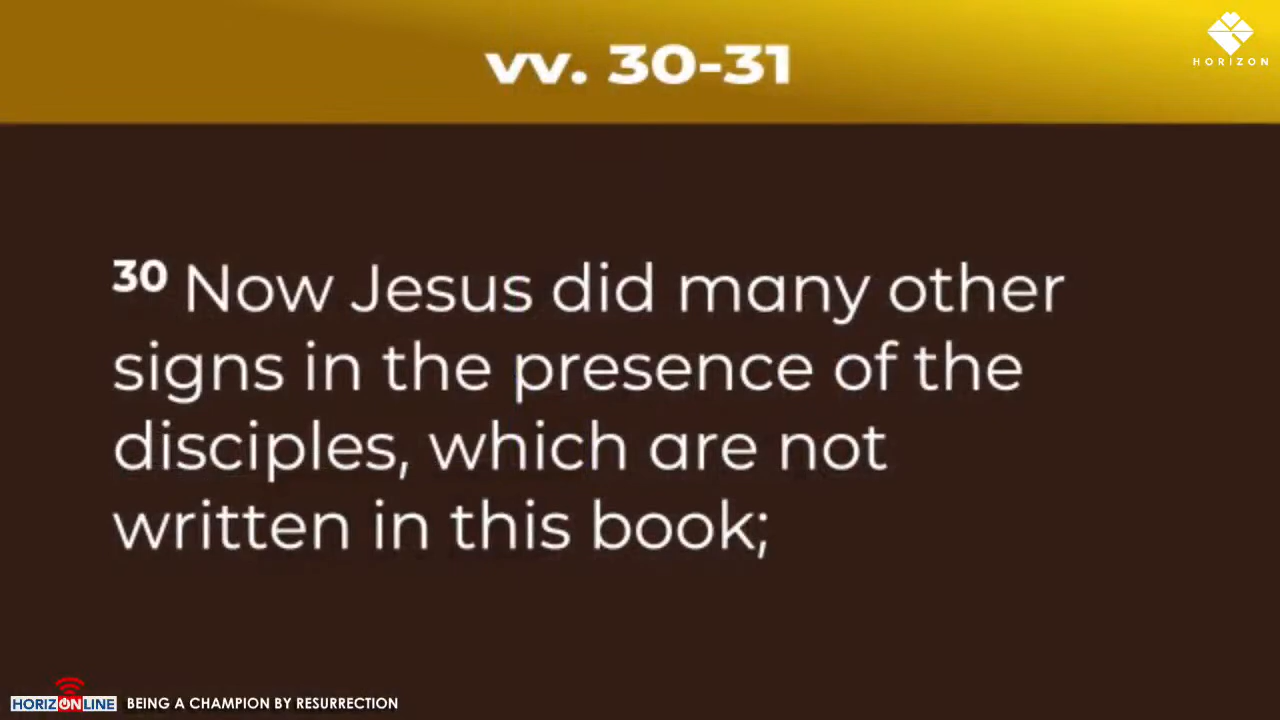 vv. 30-31
HORIZON
30 Now Jesus did many other
signs in the presence of the
disciples, which are not
written in this book;
HORIZONLINE BEING A CHAMPION BY RESURRECTION